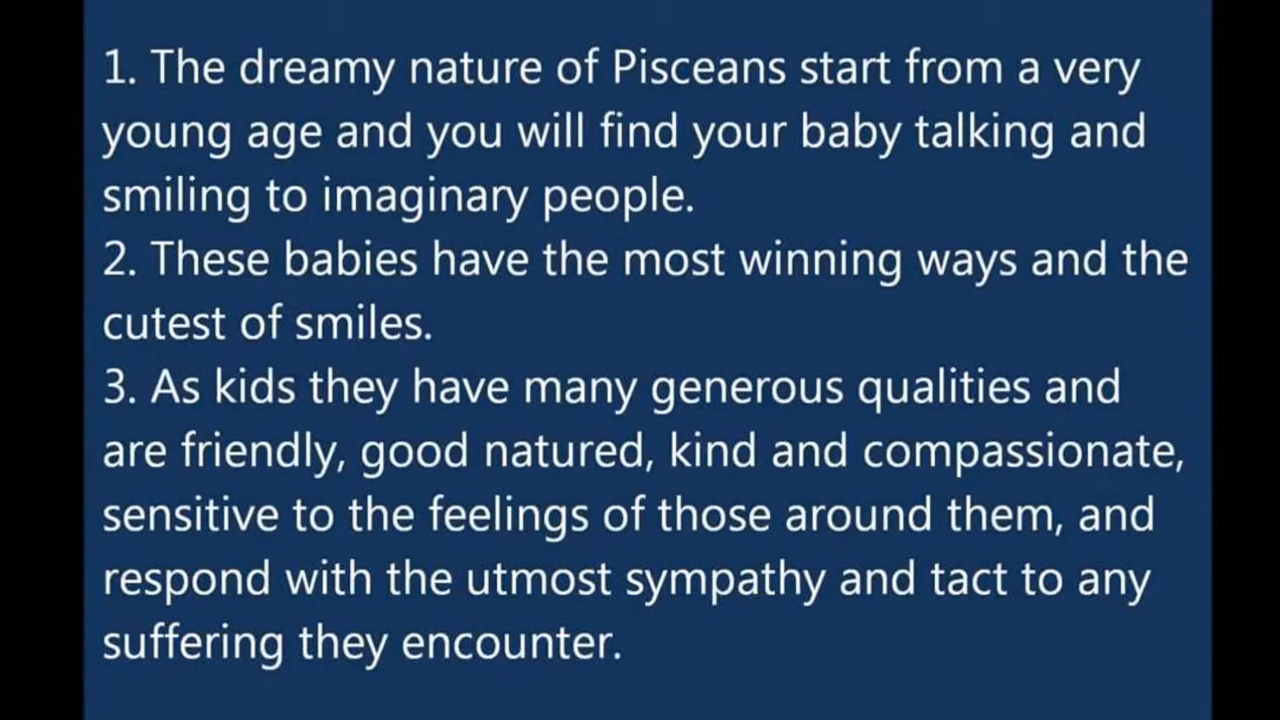 1. The dreamy nature of Pisceans start from a very
young age and you will find your baby talking and
smiling to imaginary people.
2. These babies have the most winning ways and the
cutest of smiles.
3. As kids they have many generous qualities and
are friendly, good natured, kind and compassionate,
sensitive to the feelings of those around them, and
respond with the utmost sympathy and tact to any
suffering they encounter.